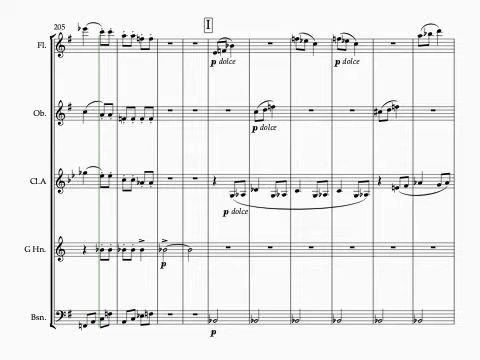 205
I
Fl.
p dolce
p dolce
Ob.
p dolce
Cl.A
p dolce
G Hn.
p
Bsn.
p